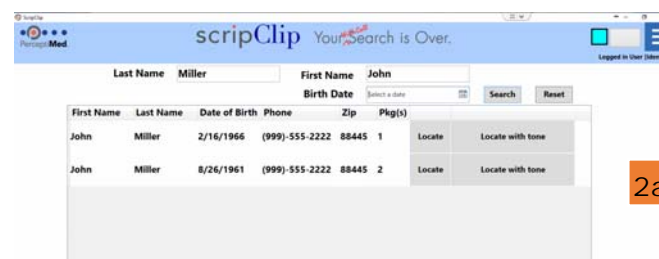 ScripClip
PerceptiMed
scripClip Your Search is Over.
Logged in User
Last Name Miller First Name John
Birth Date Select a date Search Reset
First Name Last Name Date of Birth Phone Zip Pkg(s)
John Miller 2/16/1966 (999)-555-2222 88445 1 Locate Locate with tone
John Miller 8/26/1961 (999)-555-2222 88445 2 Locate Locate with tone
2a